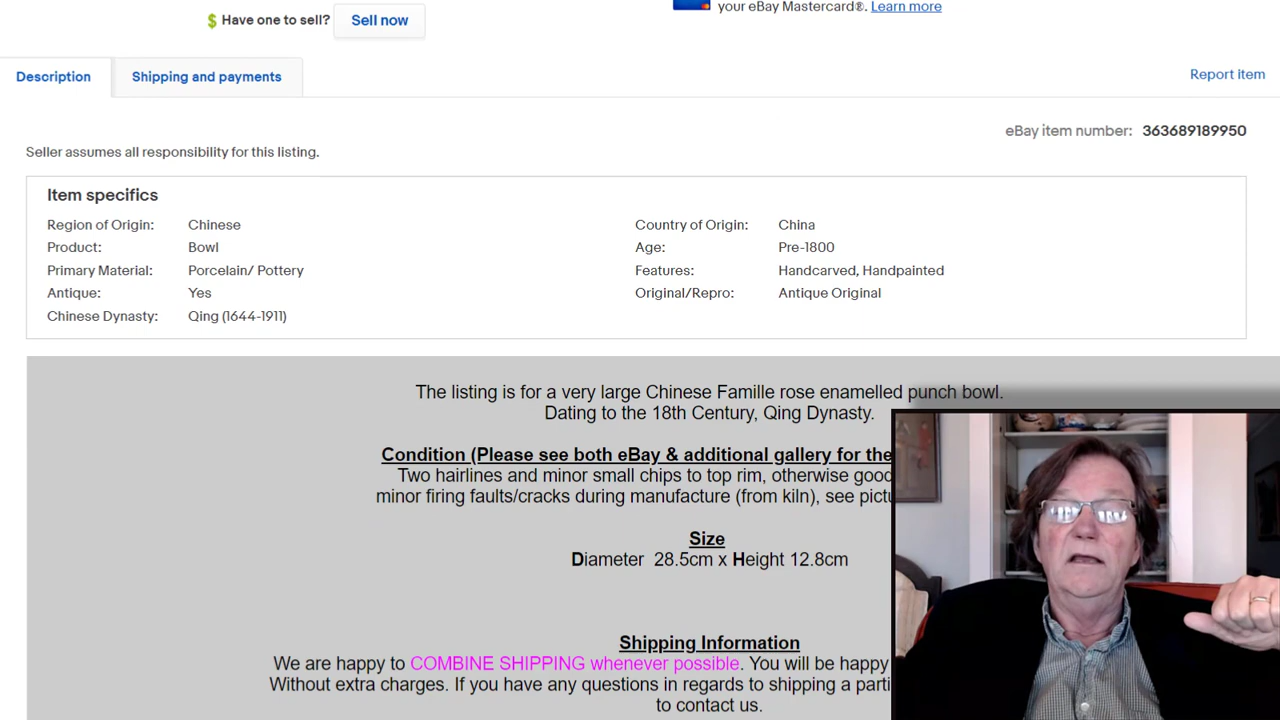 Have one to sell? Sell now
your eBay Mastercard®. Learn more
Description Shipping and payments
Report item
eBay item number: 363689189950
Seller assumes all responsibility for this listing.
Item specifics
Region of Origin: Chinese Country of Origin: China
Product: Bowl Age: Pre-1800
Primary Material: Porcelain/ Pottery Features: Handcarved, Handpainted
Antique: Yes Original/Repro: Antique Original
Chinese Dynasty: Qing (1644-1911)
The listing is for a very large Chinese Famille rose enamelled punch bowl.
Dating to the 18th Century, Qing Dynasty.
Condition (Please see both eBay & additional gallery for the
Two hairlines and minor small chips to top rim, otherwise good
minor firing faults/cracks during manufacture (from kiln), see
Size
Diameter 28.5cm x Height 12.8cm
Shipping Information
We are happy to COMBINE SHIPPING whenever possible. You will be happy
Without extra charges. If you have any questions in regards to shipping a
to contact us.